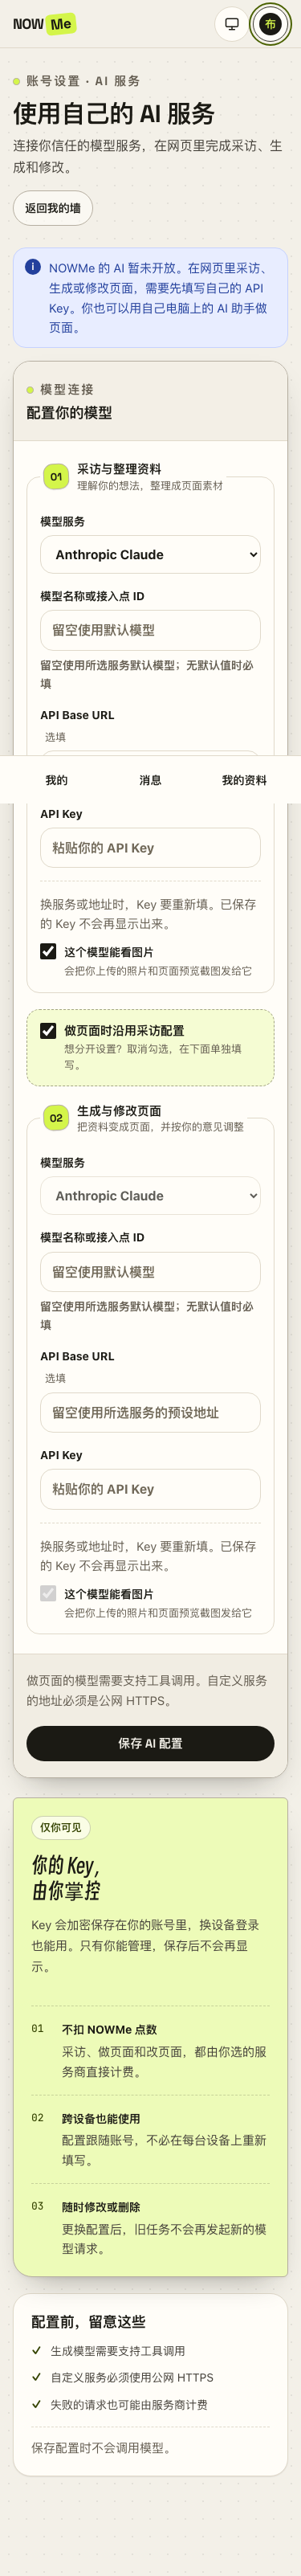 NOW Me
布
账号设置 · AI 服务
使用自己的 AI 服务
连接你信任的模型服务，在网页里完成采访、生
成和修改。
返回我的墙
NOWMe 的 AI 暂未开放。在网页里采访、
生成或修改页面，需要先填写自己的 API
Key。你也可以用自己电脑上的 AI 助手做
页面。
模型连接
配置你的模型
01
采访与整理资料
理解你的想法，整理成页面素材
模型服务
Anthropic Claude
模型名称或接入点 ID
留空使用默认模型
留空使用所选服务默认模型；无默认值时必
填
API Base URL
选填
我的
消息
我的资料
API Key
粘贴你的 API Key
换服务或地址时，Key 要重新填。已保存
的 Key 不会再显示出来。
这个模型能看图片
会把你上传的照片和页面预览截图发给它
做页面时沿用采访配置
想分开设置？取消勾选，在下面单独填
写。
02
生成与修改页面
把资料变成页面，并按你的意见调整
模型服务
Anthropic Claude
模型名称或接入点 ID
留空使用默认模型
留空使用所选服务默认模型；无默认值时必
填
API Base URL
选填
留空使用所选服务的预设地址
API Key
粘贴你的 API Key
换服务或地址时，Key 要重新填。已保存
的 Key 不会再显示出来。
这个模型能看图片
会把你上传的照片和页面预览截图发给它
做页面的模型需要支持工具调用。自定义服务
的地址必须是公网 HTTPS。
保存 AI 配置
仅你可见
你的 Key，
由你掌控
Key 会加密保存在你的账号里，换设备登录
也能用。只有你能管理，保存后不会再显
示。
01
不扣 NOWMe 点数
采访、做页面和改页面，都由你选的服
务商直接计费。
02
跨设备也能使用
配置跟随账号，不必在每台设备上重新
填写。
03
随时修改或删除
更换配置后，旧任务不会再发起新的模
型请求。
配置前，留意这些
生成模型需要支持工具调用
自定义服务必须使用公网 HTTPS
失败的请求也可能由服务商计费
保存配置时不会调用模型。